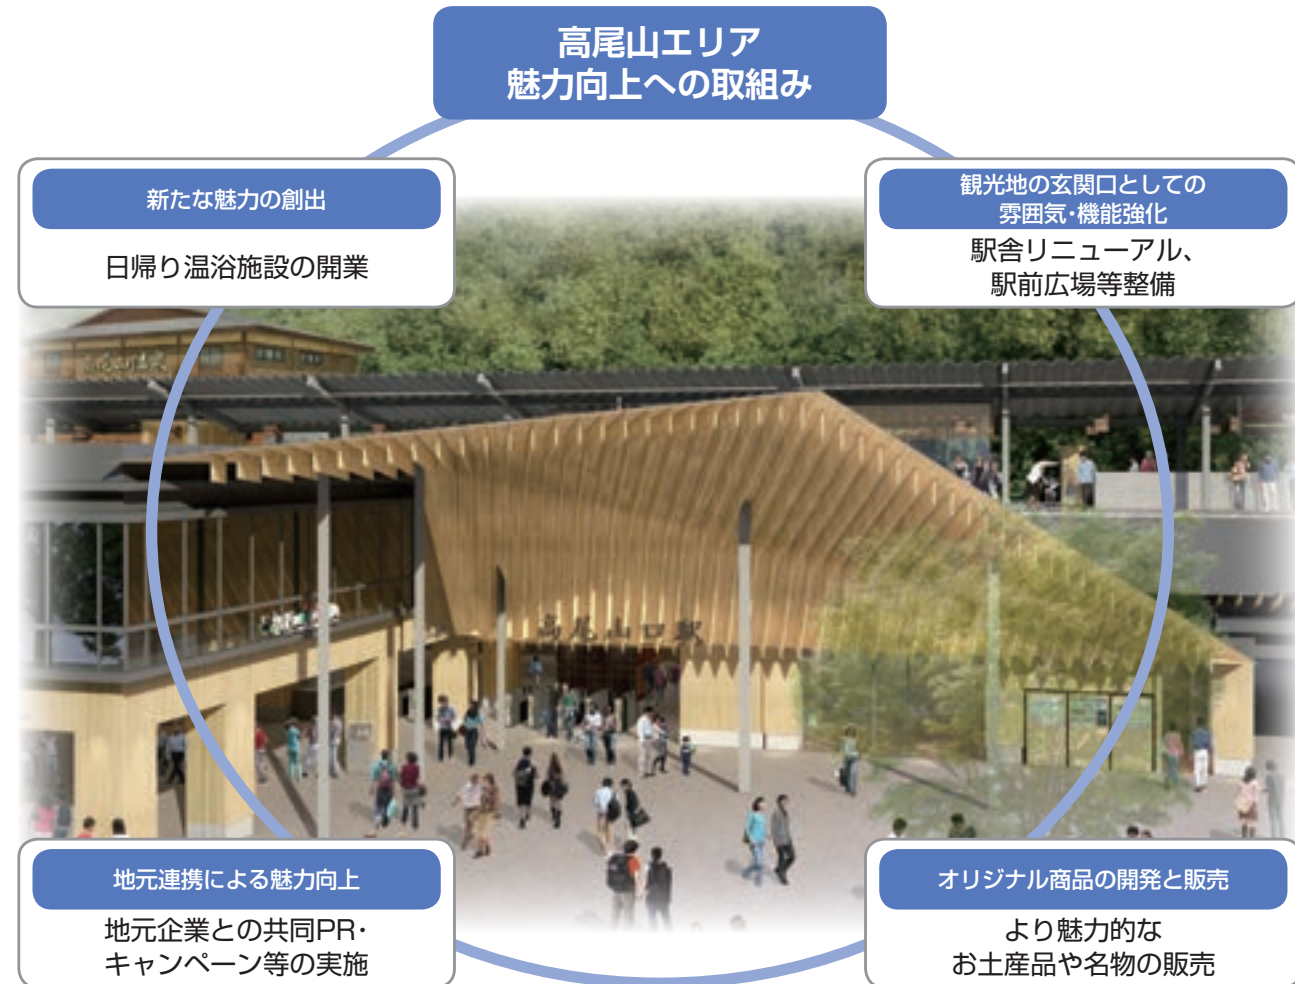 高尾山エリア
魅力向上への取組み
新たな魅力の創出
日帰り温浴施設の開業
観光地の玄関口としての
雰囲気・機能強化
駅舎リニューアル、
駅前広場等整備
高尾山口駅
地元連携による魅力向上
地元企業との共同PR・
キャンペーン等の実施
オリジナル商品の開発と販売
より魅力的な
お土産品や名物の販売